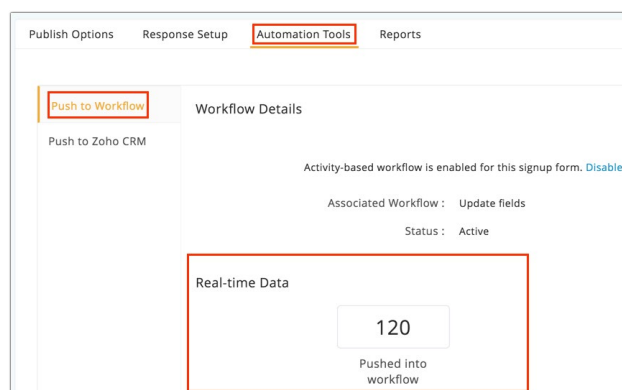 Publish Options Response Setup Automation Tools Reports
Push to Workflow
Workflow Details
Push to Zoho CRM
Activity-based workflow is enabled for this signup form. Disable
Associated Workflow : Update fields
Status : Active
Real-time Data
120
Pushed into
workflow